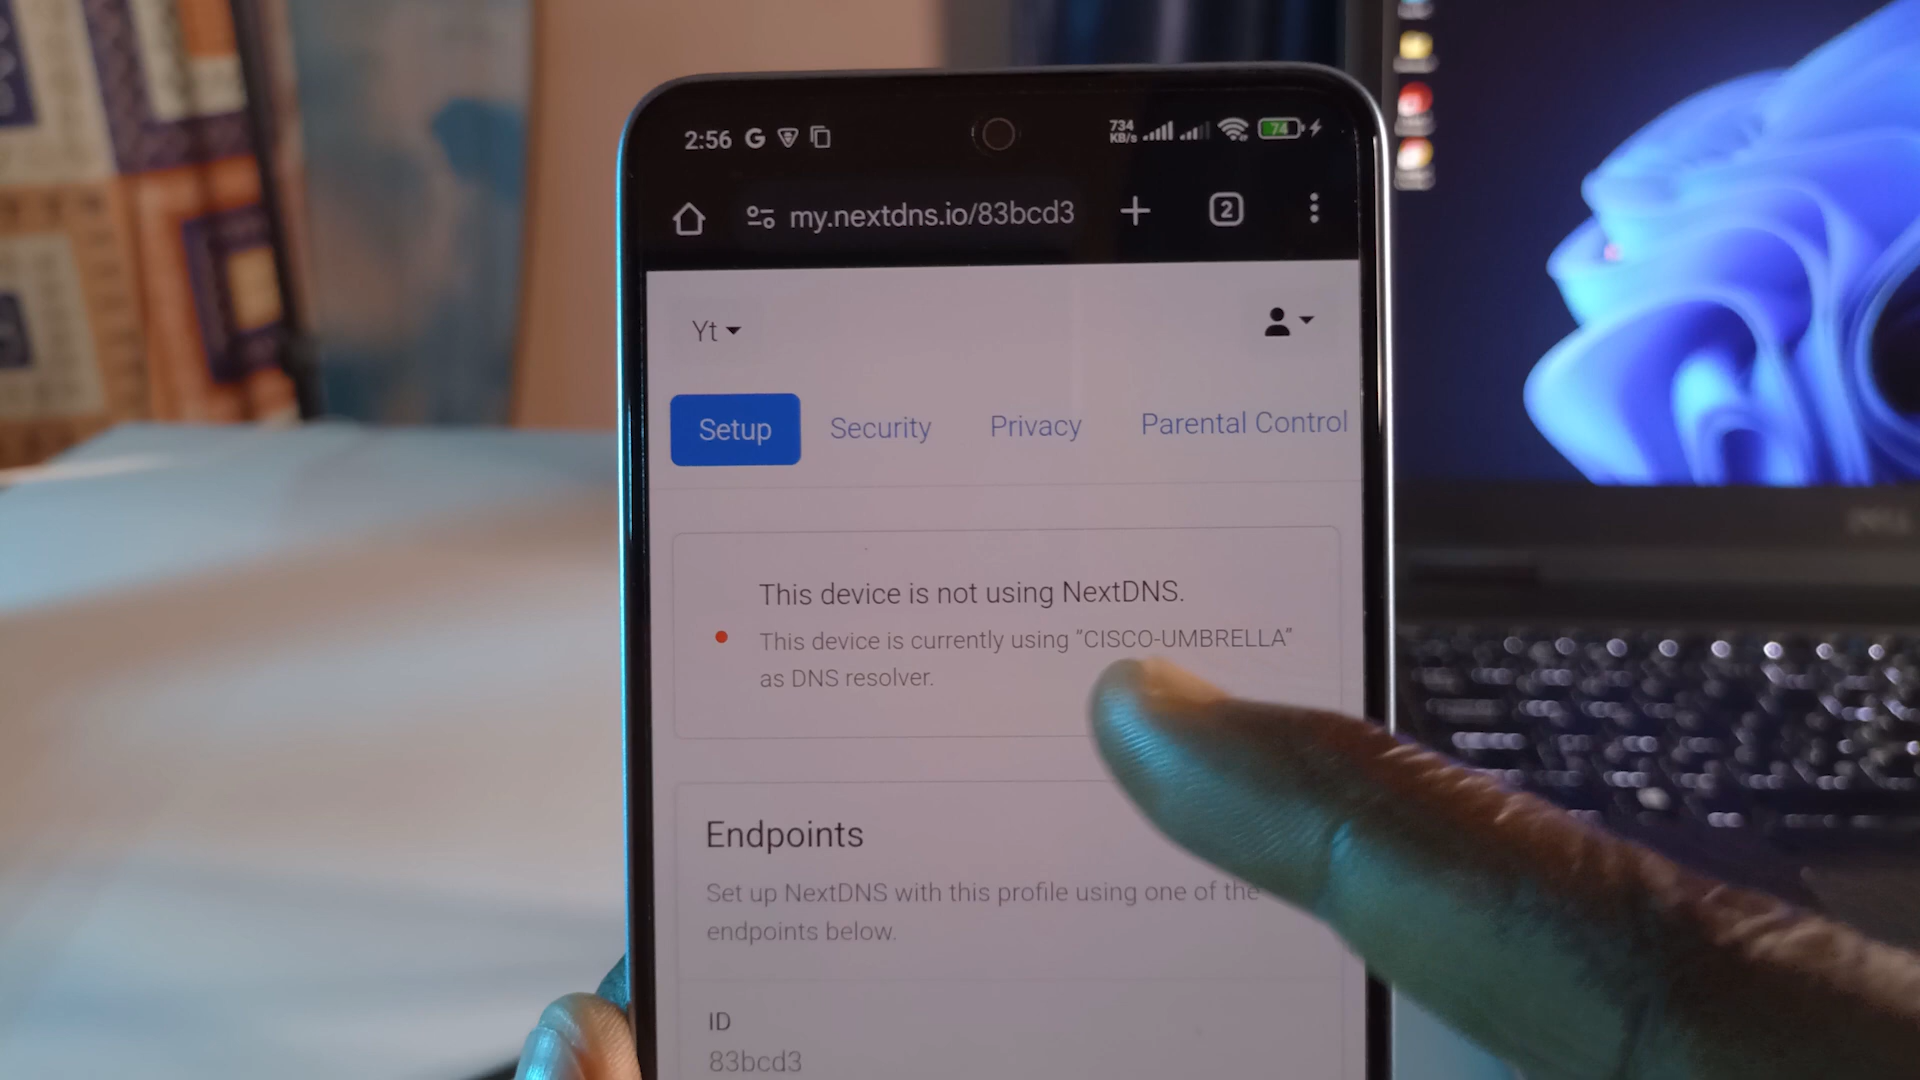 2:56 G 734 KB/s 74
my.nextdns.io/83bcd3 2
Yt
Setup Security Privacy Parental Control
This device is not using NextDNS.
This device is currently using “CISCO-UMBRELLA”
as DNS resolver.
Endpoints
Set up NextDNS with this profile using one of the
endpoints below.
ID
83bcd3